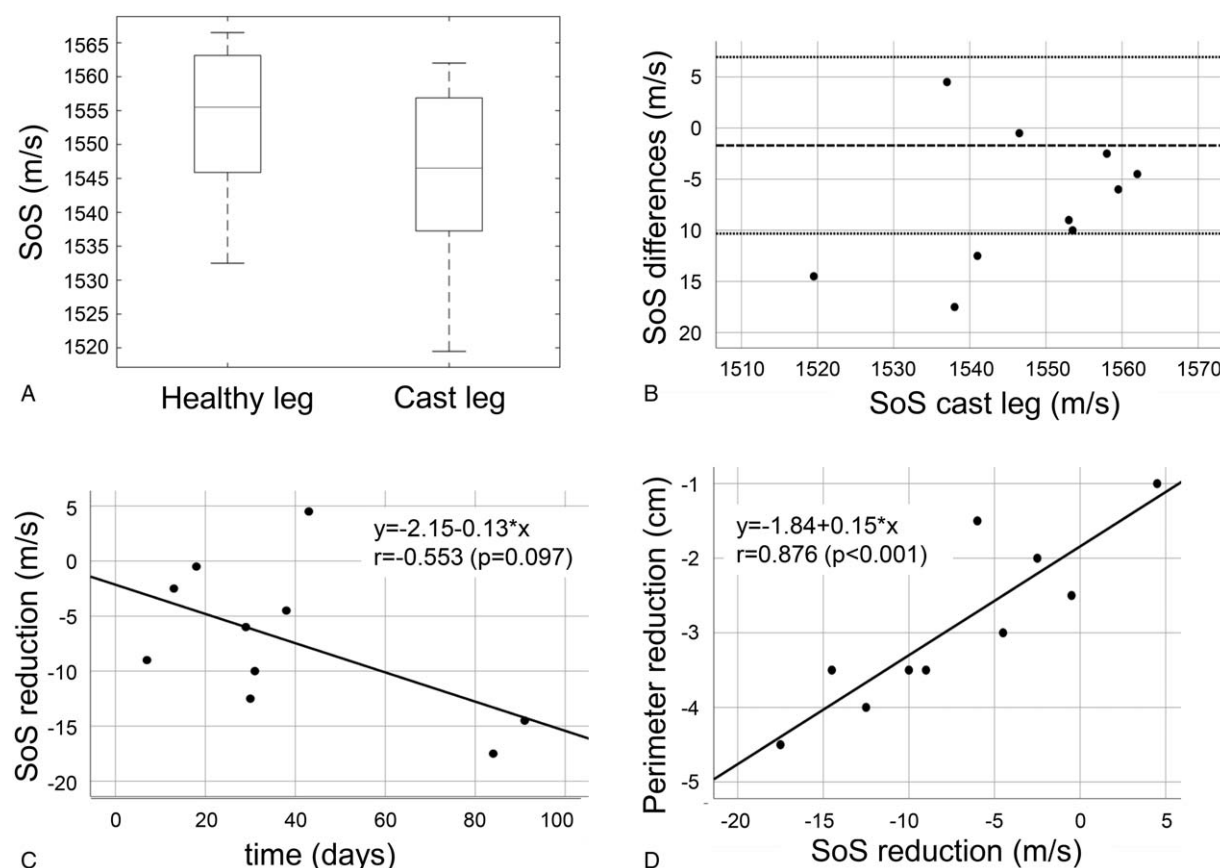 SoS (m/s)
1565
1560
1555
1550
1545
1540
1535
1530
1525
1520
Healthy leg
Cast leg
A
SoS differences (m/s)
5
0
-5
10
15
20
1510 1520 1530 1540 1550 1560 1570
SoS cast leg (m/s)
B
SoS reduction (m/s)
5
0
-5
-10
-15
-20
y=-2.15-0.13*x
r=-0.553 (p=0.097)
0 20 40 60 80 100
time (days)
C
Perimeter reduction (cm)
-1
-2
-3
-4
-5
y=-1.84+0.15*x
r=0.876 (p<0.001)
-20 -15 -10 -5 0 5
SoS reduction (m/s)
D